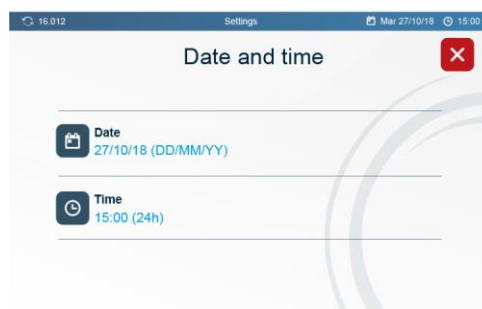 16.012 Settings Mar 27/10/18 15:00
Date and time
Date
27/10/18 (DD/MM/YY)
Time
15:00 (24h)